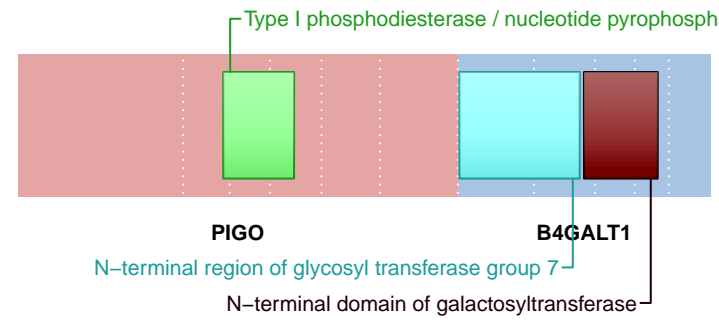 Type I phosphodiesterase / nucleotide pyrophosph
PIGO B4GALT1
N−terminal region of glycosyl transferase group 7
N−terminal domain of galactosyltransferase